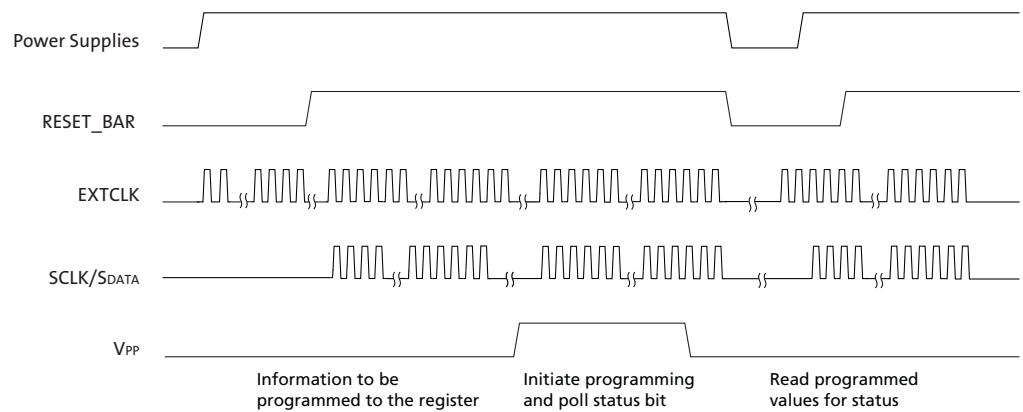 Power Supplies
RESET_BAR
EXTCLK
SCLK/SDATA
VPP
Information to be
programmed to the register
Initiate programming
and poll status bit
Read programmed
values for status